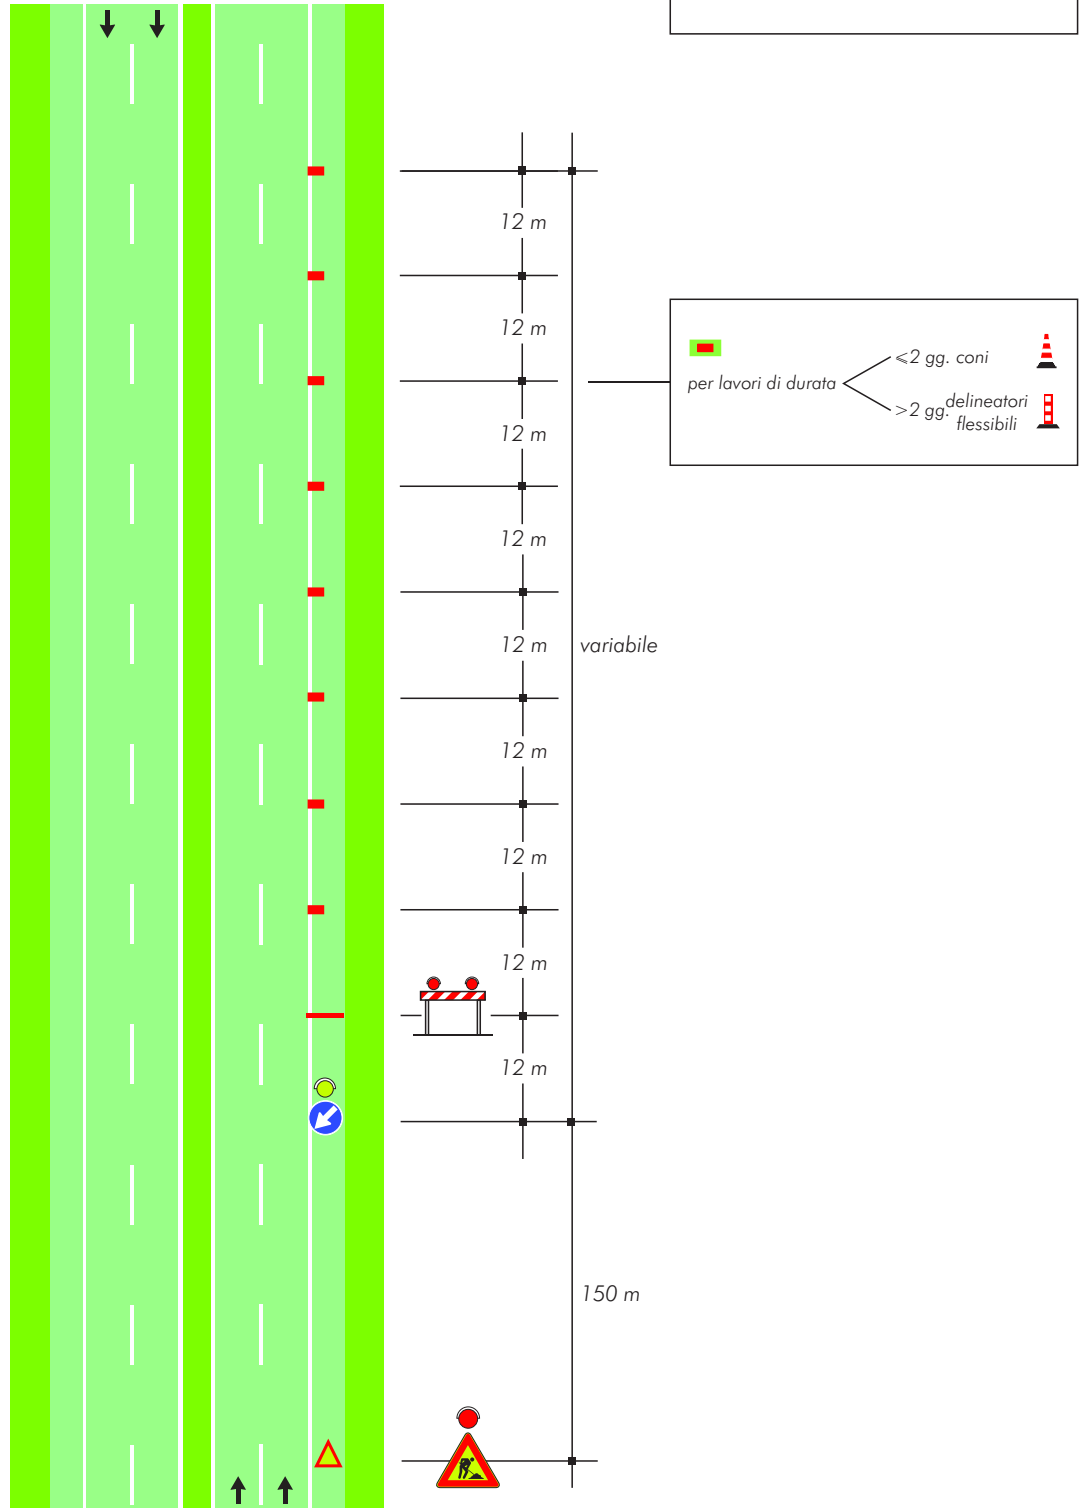 12 m
12 m
≤2 gg. coni
per lavori di durata
>2 gg. delineatori
flessibili
12 m
12 m
12 m
variabile
12 m
12 m
12 m
12 m
150 m